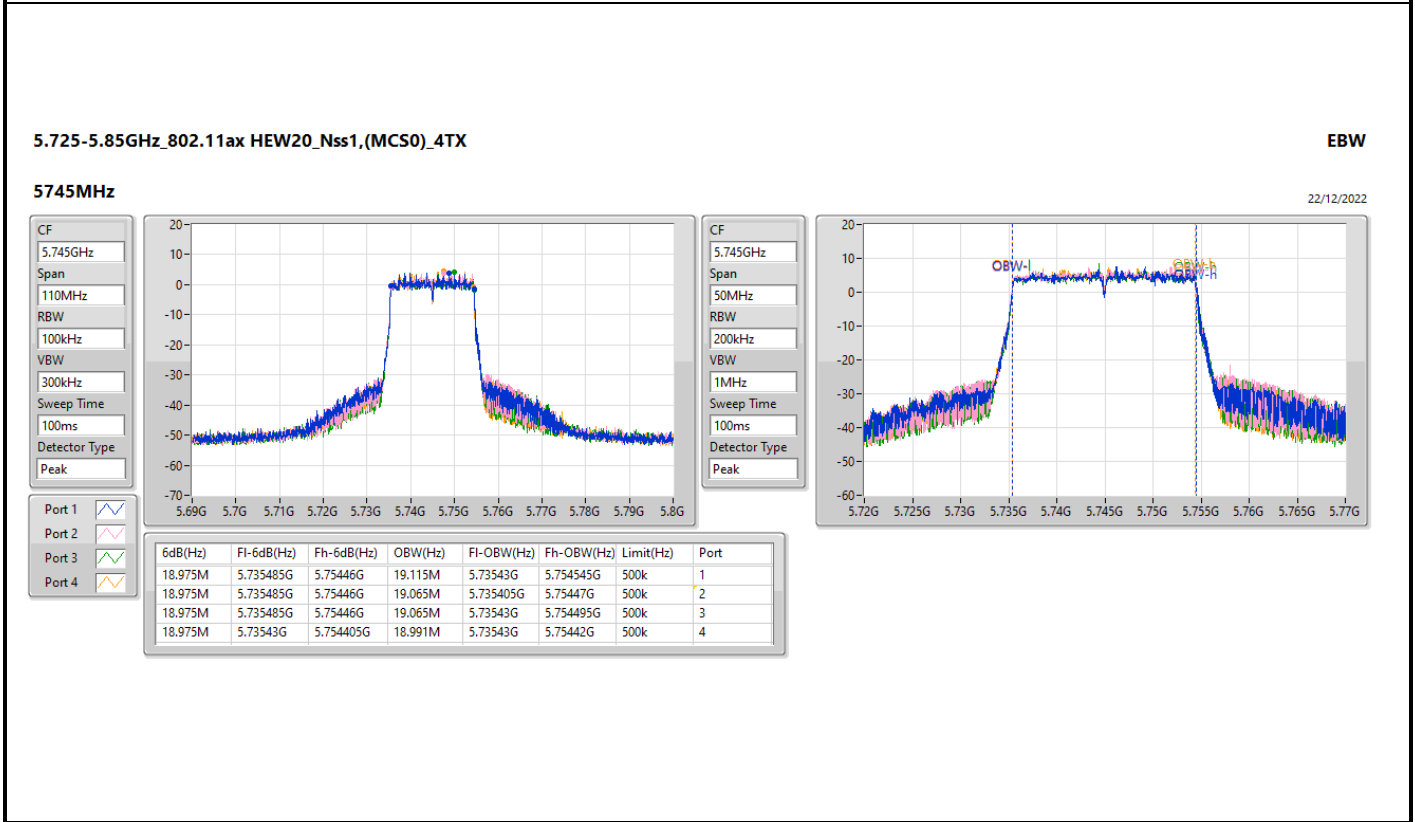 5.725-5.85GHz_802.11ax HEW20_Nss1,(MCS0)_4TX
EBW
5745MHz
22/12/2022
CF
5.745GHz
Span
110MHz
RBW
100kHz
VBW
300kHz
Sweep Time
100ms
Detector Type
Peak
20
10
0
-10
-20
-30
-40
-50
-60
-70
5.69G 5.7G 5.71G 5.72G 5.73G 5.74G 5.75G 5.76G 5.77G 5.78G 5.79G 5.8G
CF
5.745GHz
Span
50MHz
RBW
200kHz
VBW
1MHz
Sweep Time
100ms
Detector Type
Peak
20
10
0
-10
-20
-30
-40
-50
-60
OBW-l
OBW-h
OBW-h
5.72G 5.725G 5.73G 5.735G 5.74G 5.745G 5.75G 5.755G 5.76G 5.765G 5.77G
Port 1
Port 2
Port 3
Port 4
6dB(Hz) Fl-6dB(Hz) Fh-6dB(Hz) OBW(Hz) Fl-OBW(Hz) Fh-OBW(Hz) Limit(Hz) Port
18.975M 5.735485G 5.75446G 19.115M 5.73543G 5.754545G 500k 1
18.975M 5.735485G 5.75446G 19.065M 5.735405G 5.75447G 500k 2
18.975M 5.735485G 5.75446G 19.065M 5.73543G 5.754495G 500k 3
18.975M 5.73543G 5.754405G 18.991M 5.73543G 5.75442G 500k 4